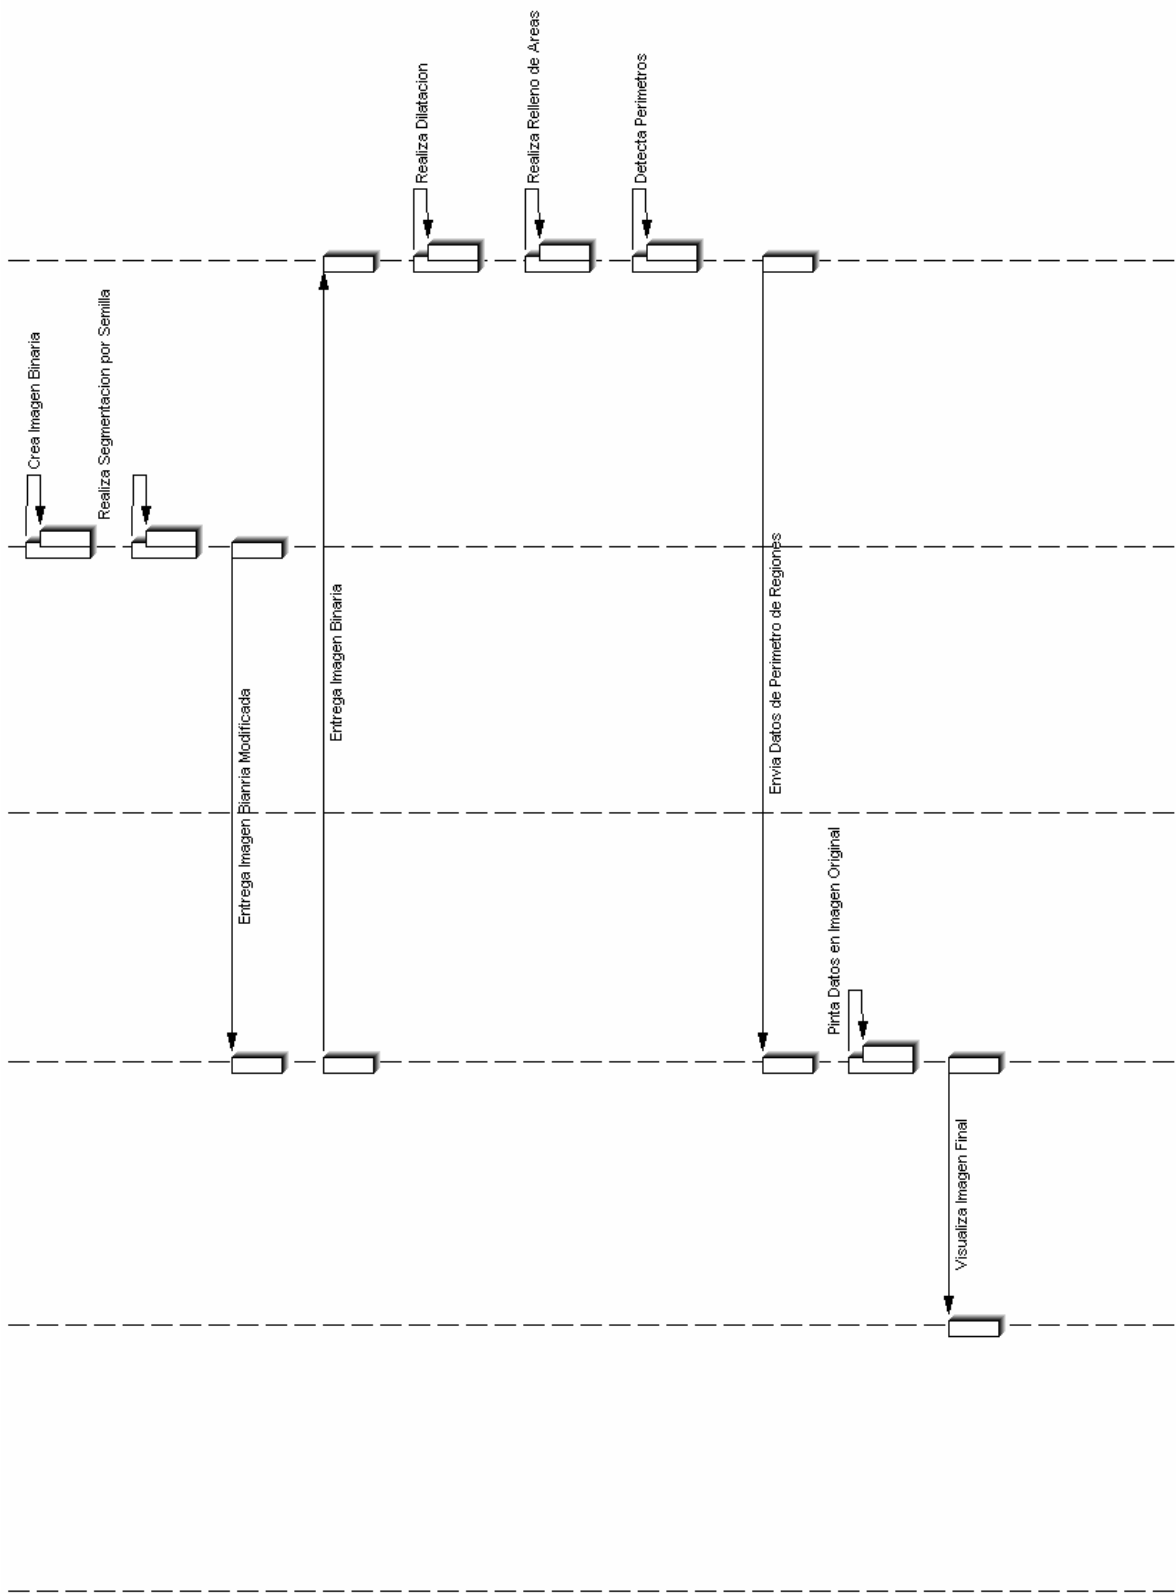 Crea Imagen Binaria
Realiza Segmentacion por Semilla
Entrega Imagen Bianria Modificada
Entrega Imagen Binaria
Realiza Dilatacion
Realiza Relleno de Areas
Detecta Perimetros
Envia Datos de Perimetro de Regiones
Pinta Datos en Imagen Original
Visualiza Imagen Final